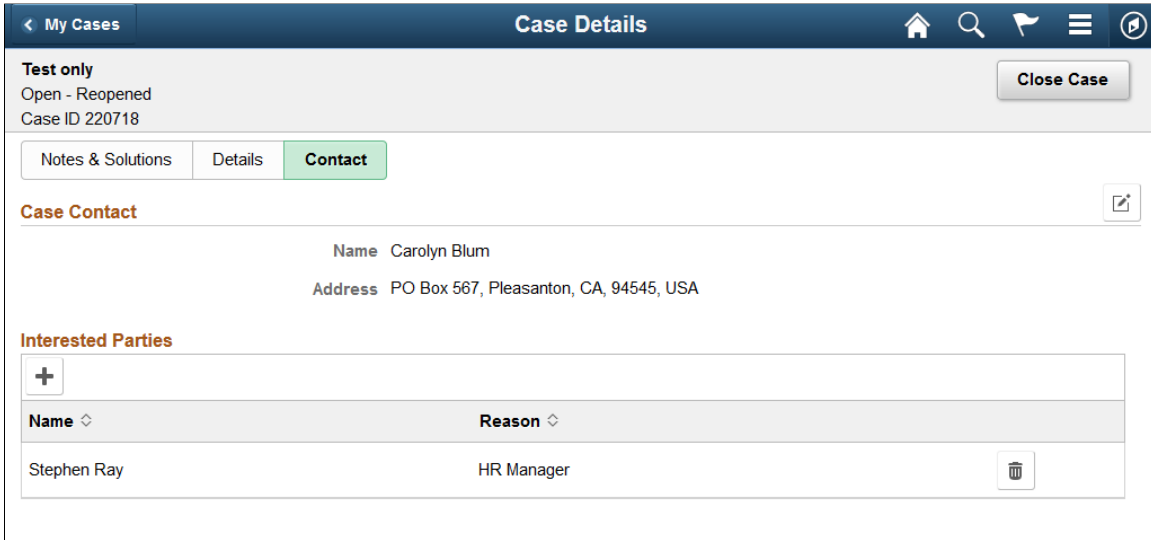 My Cases Case Details
Test only
Close Case
Open - Reopened
Case ID 220718
Notes & Solutions Details Contact
Case Contact
Name Carolyn Blum
Address PO Box 567, Pleasanton, CA, 94545, USA
Interested Parties
Name Reason
Stephen Ray HR Manager